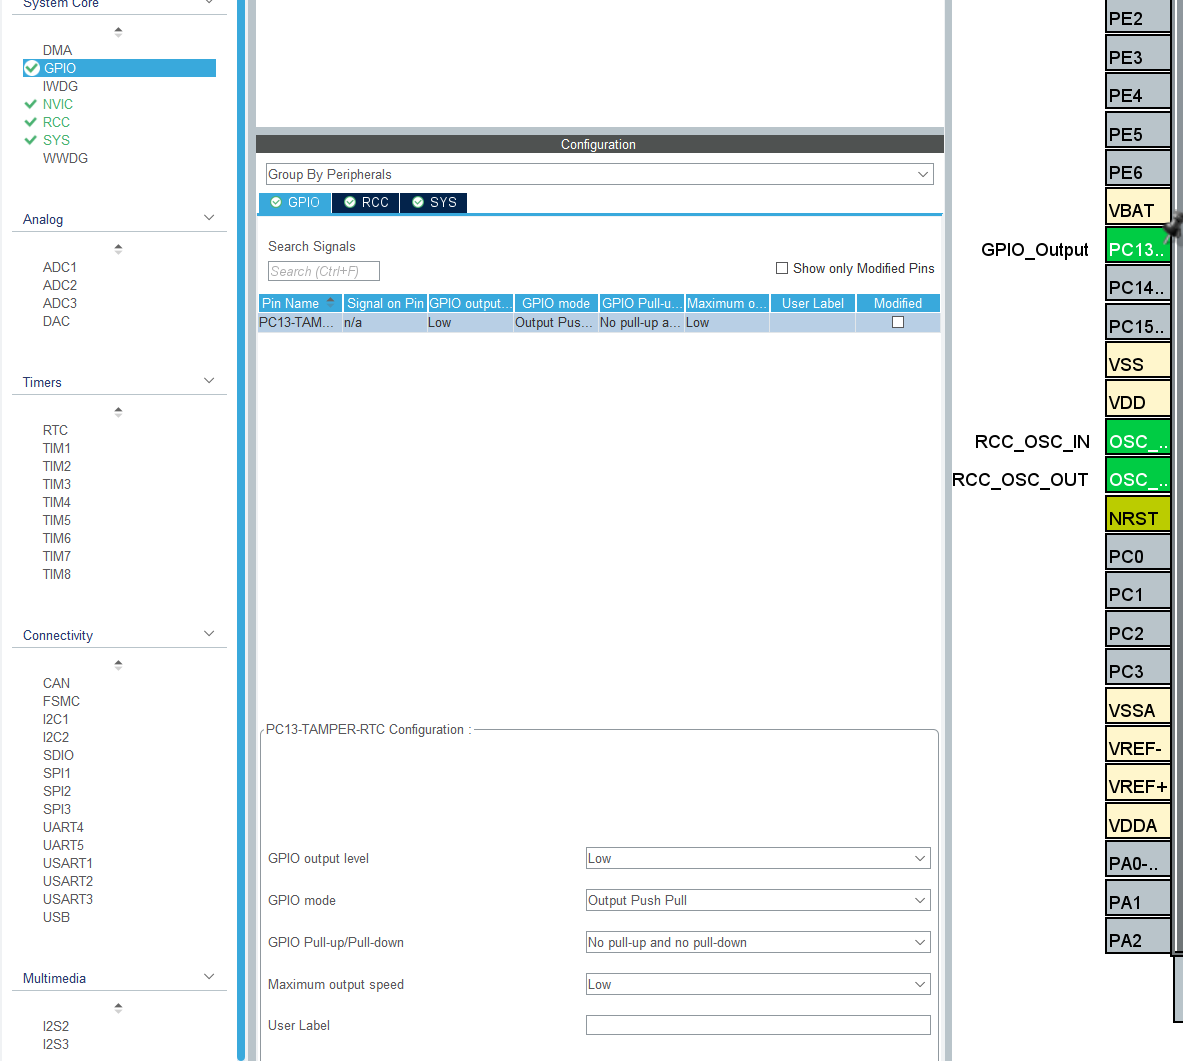 System Core
DMA
GPIO
IWDG
NVIC
RCC
SYS
WWDG
Analog
ADC1
ADC2
ADC3
DAC
Timers
RTC
TIM1
TIM2
TIM3
TIM4
TIM5
TIM6
TIM7
TIM8
Connectivity
CAN
FSMC
I2C1
I2C2
SDIO
SPI1
SPI2
SPI3
UART4
UART5
USART1
USART2
USART3
USB
Multimedia
I2S2
I2S3
Configuration
Group By Peripherals
GPIO RCC SYS
Search Signals
Search (Ctrl+F)
Show only Modified Pins
Pin Name Signal on Pin GPIO output... GPIO mode GPIO Pull-u... Maximum o... User Label Modified
PC13-TAM... n/a Low Output Pus... No pull-up a... Low
PC13-TAMPER-RTC Configuration :
GPIO output level Low
GPIO mode Output Push Pull
GPIO Pull-up/Pull-down No pull-up and no pull-down
Maximum output speed Low
User Label
PE2
PE3
PE4
PE5
PE6
VBAT
GPIO_Output PC13..
PC14..
PC15..
VSS
VDD
RCC_OSC_IN OSC_..
RCC_OSC_OUT OSC_..
NRST
PC0
PC1
PC2
PC3
VSSA
VREF-
VREF+
VDDA
PA0-..
PA1
PA2